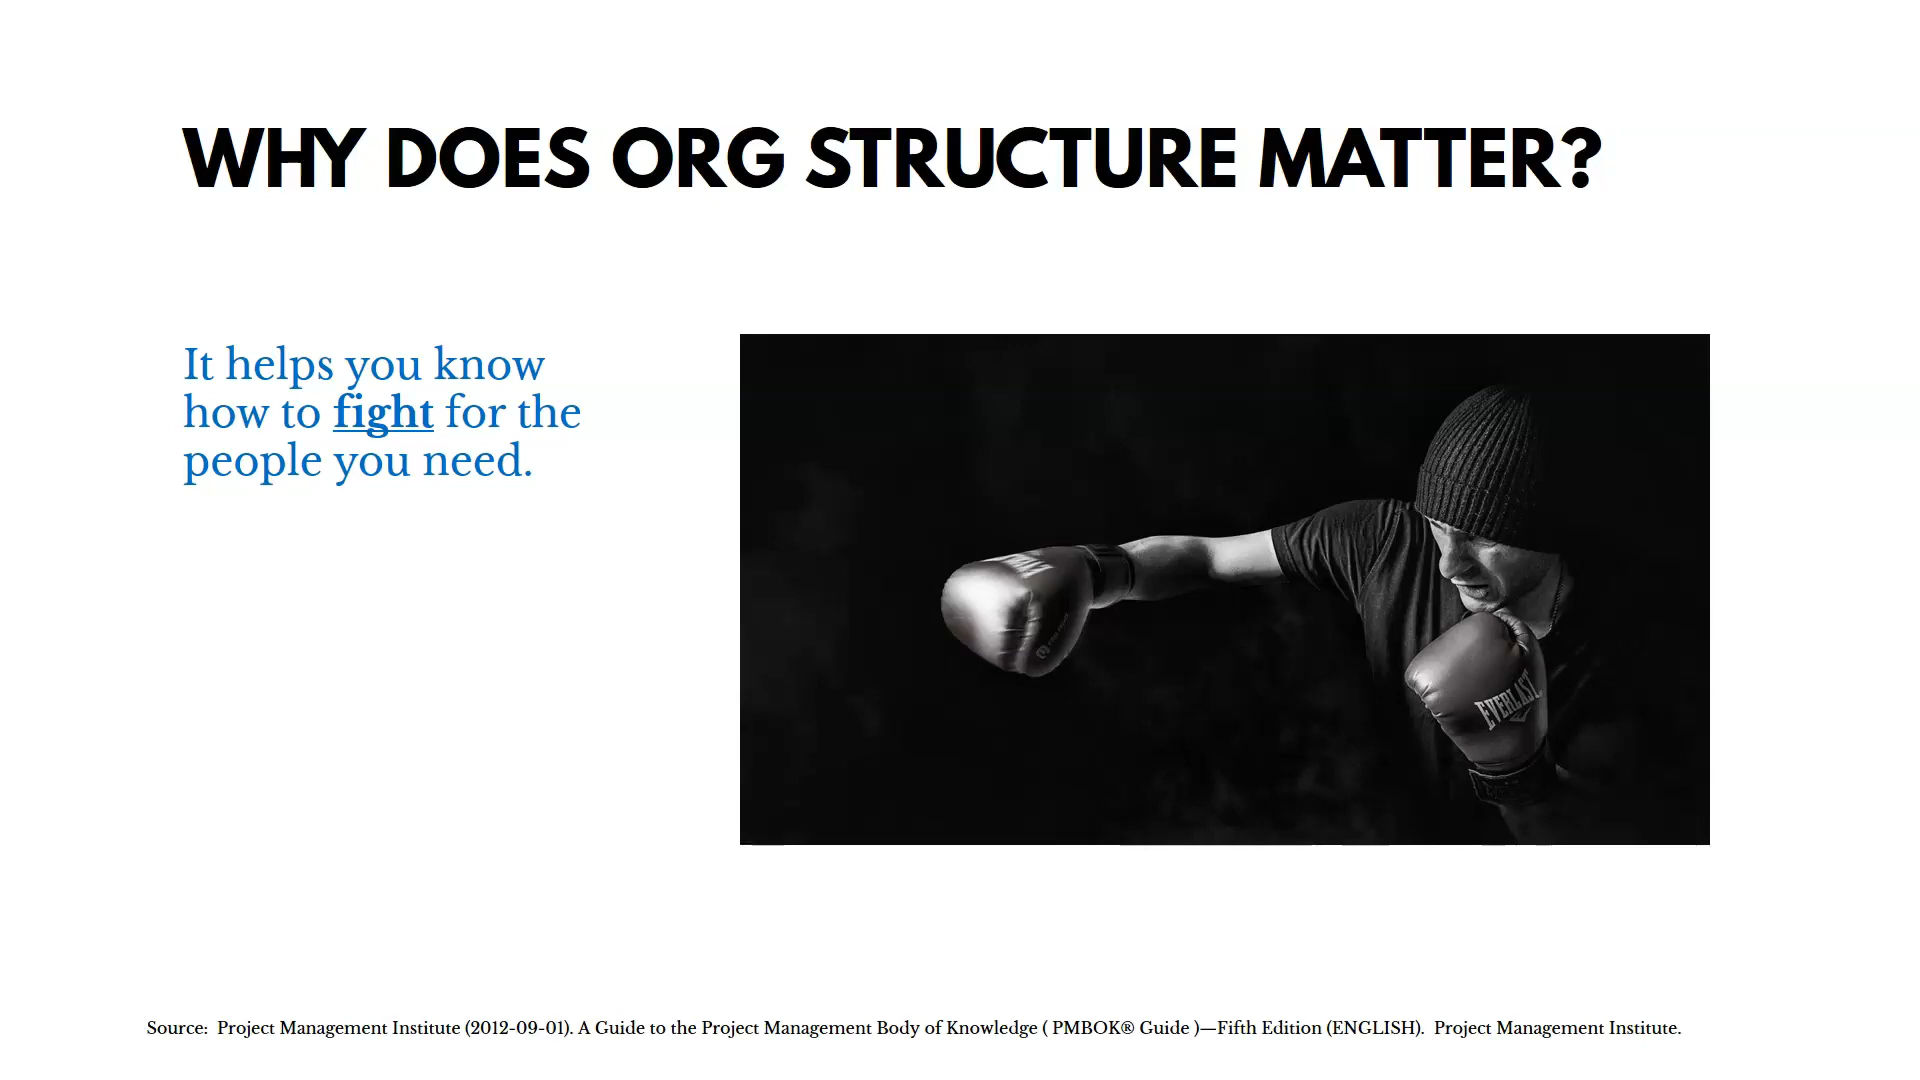 WHY DOES ORG STRUCTURE MATTER?
It helps you know
how to fight for the
people you need.
EVERLAST
Source:  Project Management Institute (2012-09-01). A Guide to the Project Management Body of Knowledge ( PMBOK® Guide )—Fifth Edition (ENGLISH).  Project Management Institute.